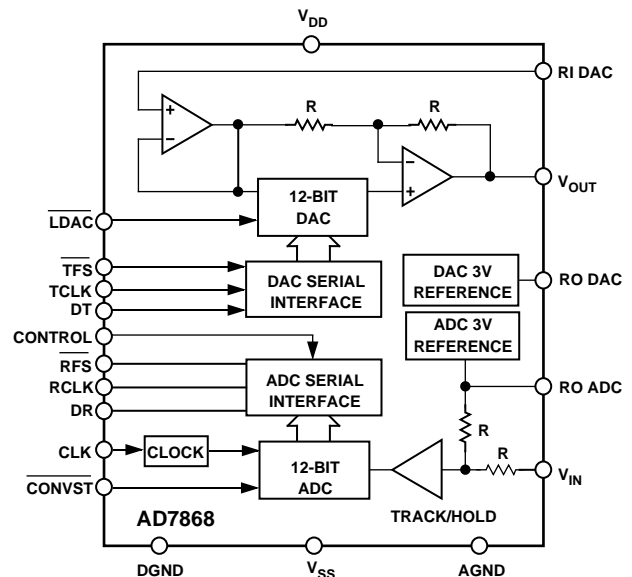 VDD
RI DAC
R
R
+
−
−
+
VOUT
12-BIT
DAC
LDAC
TFS
TCLK
DT
DAC SERIAL
INTERFACE
DAC 3V
REFERENCE
RO DAC
CONTROL
RFS
RCLK
DR
ADC SERIAL
INTERFACE
ADC 3V
REFERENCE
RO ADC
R
R
CLK
CLOCK
12-BIT
ADC
VIN
CONVST
AD7868
TRACK/HOLD
DGND
VSS
AGND